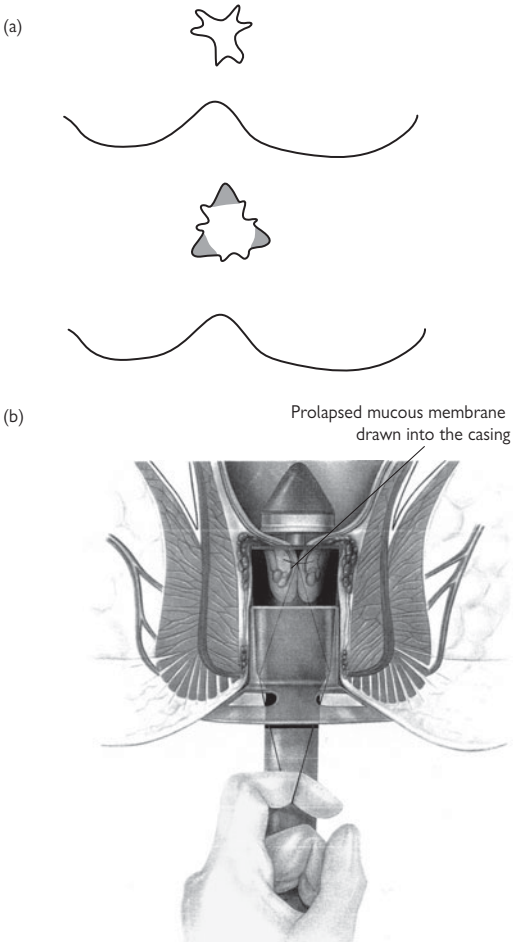 (a)
(b)
Prolapsed mucous membrane
drawn into the casing